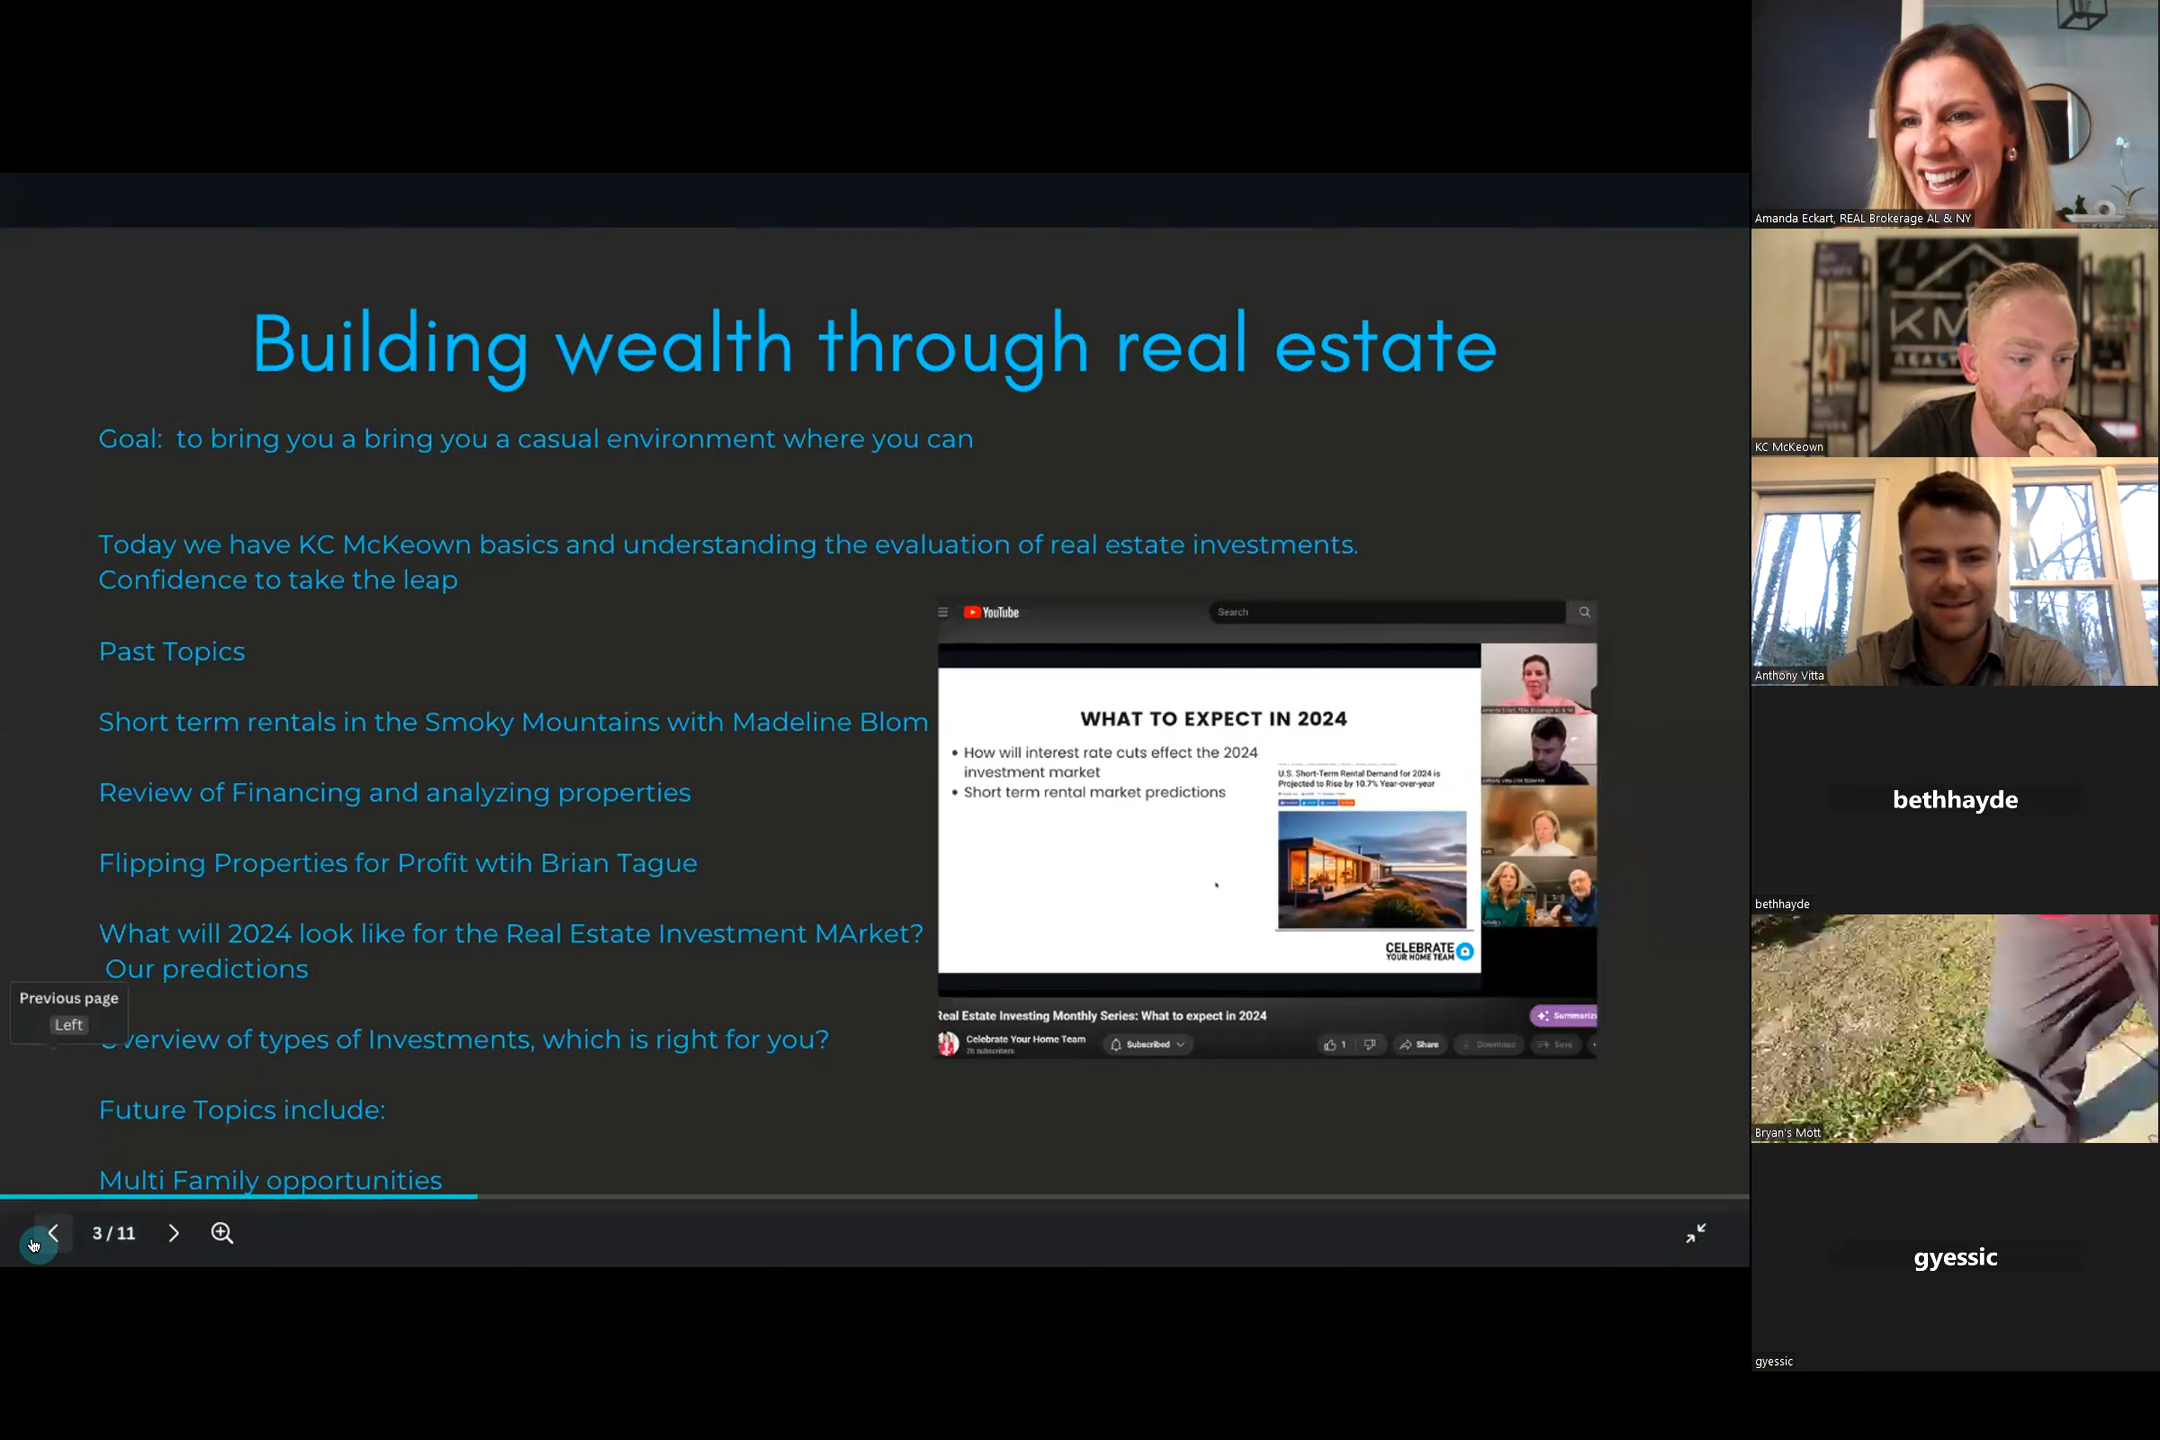 Building wealth through real estate
Goal:  to bring you a bring you a casual environment where you can
Today we have KC McKeown basics and understanding the evaluation of real estate investments.
Confidence to take the leap
Past Topics
Short term rentals in the Smoky Mountains with Madeline Blom
Review of Financing and analyzing properties
Flipping Properties for Profit wtih Brian Tague
What will 2024 look like for the Real Estate Investment MArket?
Our predictions
Previous page
Left
verview of types of Investments, which is right for you?
Future Topics include:
Multi Family opportunities
3 / 11
YouTube
Search
WHAT TO EXPECT IN 2024
• How will interest rate cuts effect the 2024
investment market
• Short term rental market predictions
U.S. Short-Term Rental Demand for 2024 is
Projected to Rise by 10.7% Year-over-year
CELEBRATE
YOUR HOME TEAM
Real Estate Investing Monthly Series: What to expect in 2024
Summariz
Celebrate Your Home Team
subscribers
Subscribed
1
Share
Download
Save
Amanda Eckart, REAL Brokerage AL & NY
KM
REALT
KC McKeown
Anthony Vitta
bethhayde
bethhayde
Bryan's Mott
gyessic
gyessic